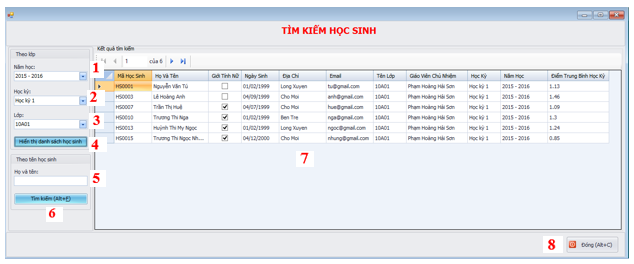 TÌM KIẾM HỌC SINH
Theo lớp
Năm học:
2015 - 2016
1
Học kỳ:
Học kỳ 1
2
Lớp:
10A01
3
Hiển thị danh sách học sinh
4
Theo tên học sinh
Họ và tên:
5
Tìm kiếm (Alt+F)
6
Kết quả tìm kiếm
1 của 6
Mã Học Sinh Họ Và Tên Giới Tính Nữ Ngày Sinh Địa Chỉ Email Tên Lớp Giáo Viên Chủ Nhiệm Học Kỳ Năm Học Điểm Trung Bình Học Kỳ
HS0001 Nguyễn Văn Tú 01/02/1999 Long Xuyen tu@gmail.com 10A01 Phạm Hoàng Hải Sơn Học kỳ 1 2015 - 2016 1.13
HS0003 Lê Hoàng Anh 04/09/1999 Cho Moi anh@gmail.com 10A01 Phạm Hoàng Hải Sơn Học kỳ 1 2015 - 2016 1.46
HS0007 Trần Thị Huê 04/07/1999 Cho Moi hue@gmail.com 10A01 Phạm Hoàng Hải Sơn Học kỳ 1 2015 - 2016 1.09
HS0010 Trương Thị Nga 01/02/1999 Ben Tre nga@gmail.com 10A01 Phạm Hoàng Hải Sơn Học kỳ 1 2015 - 2016 1.3
HS0013 Huỳnh Thị My Ngọc 01/02/1999 Long Xuyen ngoc@gmail.com 10A01 Phạm Hoàng Hải Sơn Học kỳ 1 2015 - 2016 1.24
HS0015 Trương Thị Ngọc Nh... 04/12/2000 Cho Moi nhung@gmail.com 10A01 Phạm Hoàng Hải Sơn Học kỳ 1 2015 - 2016 0.85
7
8 Đóng (Alt+C)